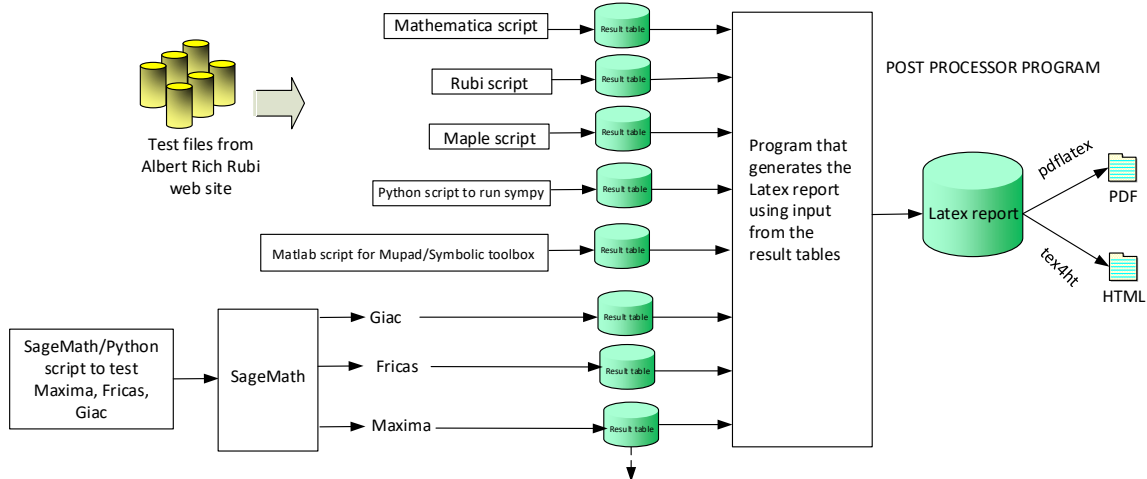 Mathematica script
Result table
Rubi script
Result table
Maple script
Result table
Python script to run sympy
Result table
Matlab script for Mupad/Symbolic toolbox
Result table
Test files from
Albert Rich Rubi
web site
SageMath/Python
script to test
Maxima, Fricas,
Giac
SageMath
Giac
Result table
Fricas
Result table
Maxima
Result table
Program that
generates the
Latex report
using input
from the
result tables
POST PROCESSOR PROGRAM
Latex report
pdflatex
PDF
tex4ht
HTML